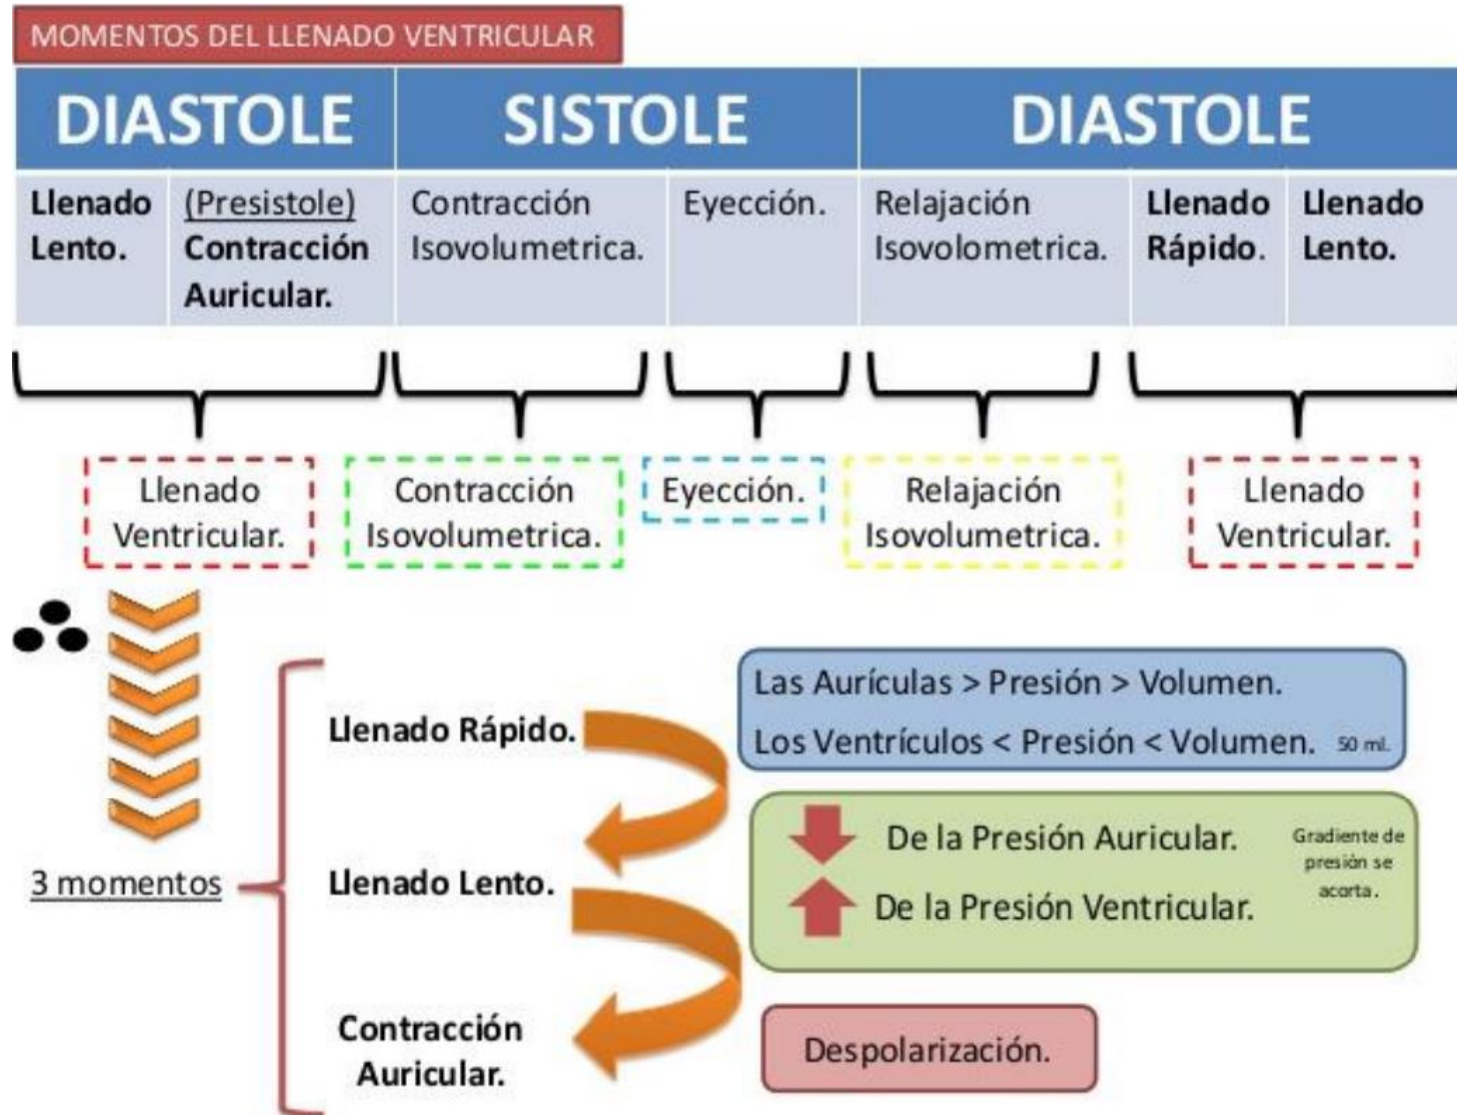 MOMENTOS DEL LLENADO VENTRICULAR
DIASTOLE
SISTOLE
DIASTOLE
Llenado
Lento.
(Presistole)
Contracción
Auricular.
Contracción
Isovolumetrica.
Eyección.
Relajación
Isovolometrica.
Llenado
Rápido.
Llenado
Lento.
Llenado
Ventricular.
Contracción
Isovolumetrica.
Eyección.
Relajación
Isovolumetrica.
Llenado
Ventricular.
3 momentos
Llenado Rápido.
Las Aurículas > Presión > Volumen.
Los Ventrículos < Presión < Volumen. 50 ml.
Llenado Lento.
De la Presión Auricular.
De la Presión Ventricular.
Gradiente de
presión se
acorta.
Contracción
Auricular.
Despolarización.